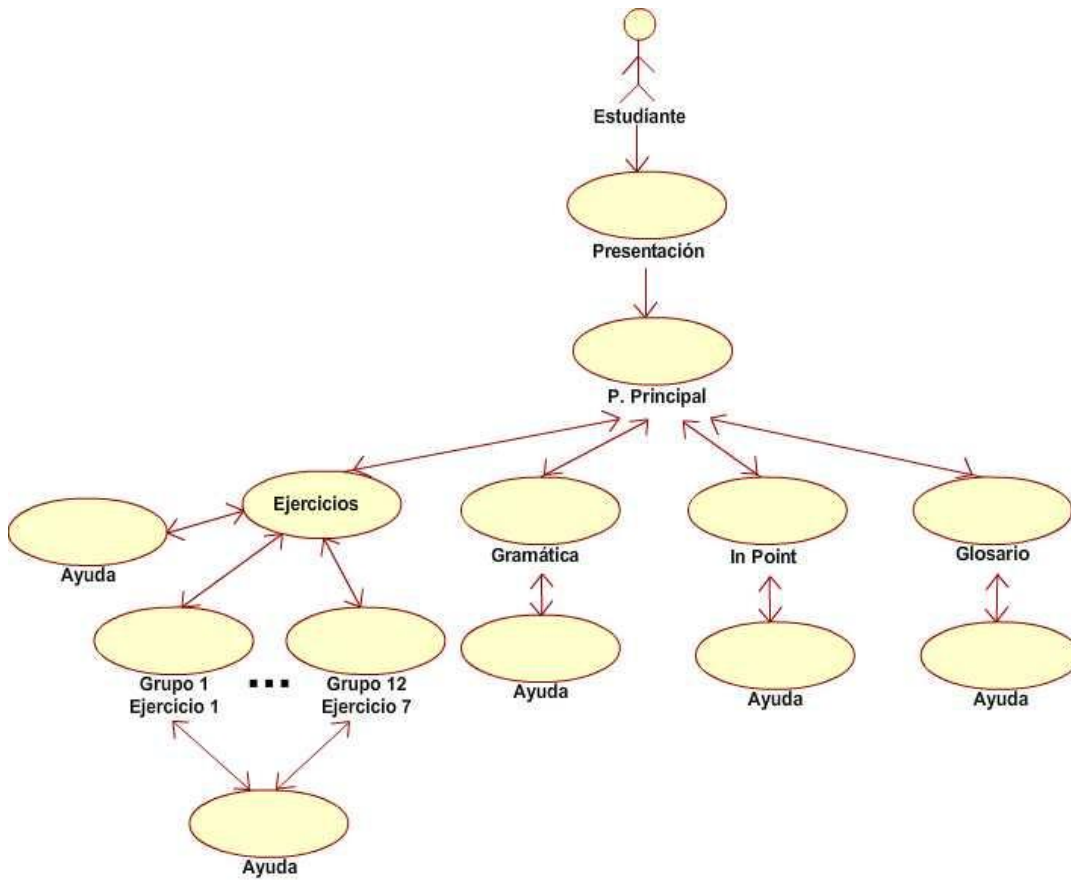 Estudiante
Presentación
P. Principal
Ejercicios
Gramática
In Point
Glosario
Ayuda
Grupo 1
Ejercicio 1
...
Grupo 12
Ejercicio 7
Ayuda
Ayuda
Ayuda
Ayuda